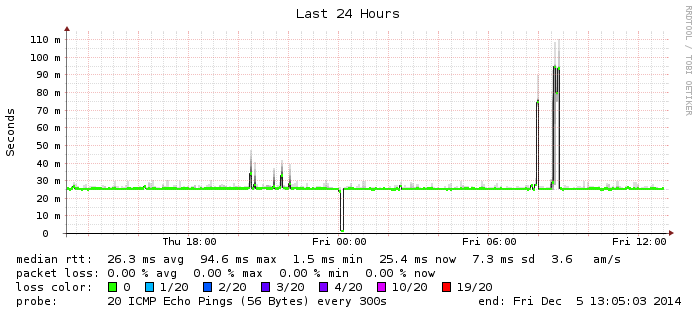 Last 24 Hours
RRDTOOL / TOBI OETIKER
Seconds
110 m
100 m
90 m
80 m
70 m
60 m
50 m
40 m
30 m
20 m
10 m
0
Thu 18:00 Fri 00:00 Fri 06:00 Fri 12:00
median rtt: 26.3 ms avg 94.6 ms max 1.5 ms min 25.4 ms now 7.3 ms sd 3.6 am/s
packet loss: 0.00 % avg 0.00 % max 0.00 % min 0.00 % now
loss color: 0 1/20 2/20 3/20 4/20 10/20 19/20
probe: 20 ICMP Echo Pings (56 Bytes) every 300s end: Fri Dec 5 13:05:03 2014